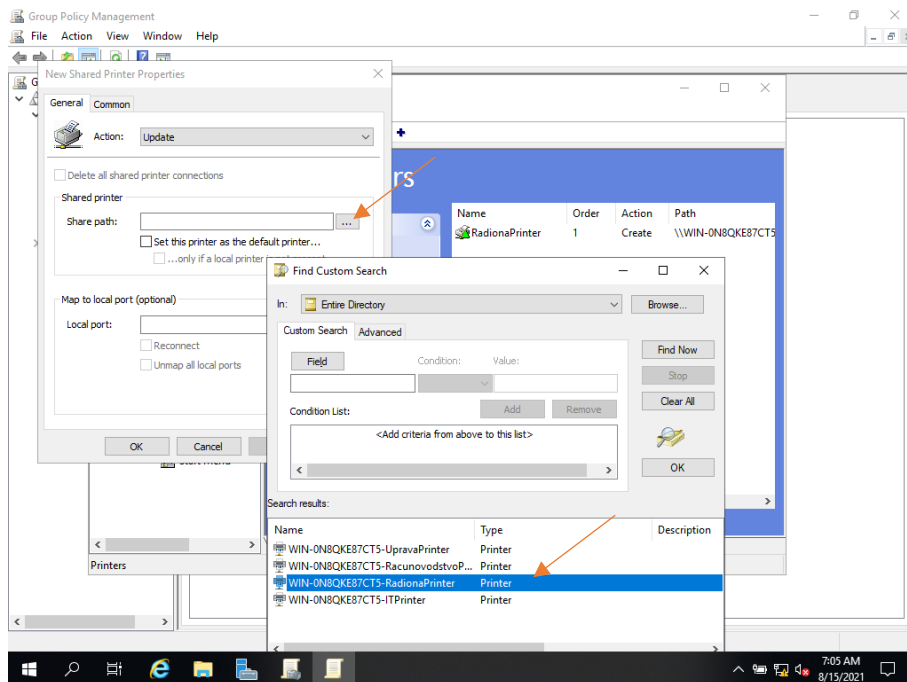 Group Policy Management
File Action View Window Help
New Shared Printer Properties
General Common
Action: Update
Delete all shared printer connections
Shared printer
Share path: ...
Set this printer as the default printer...
...only if a local printer
Map to local port (optional)
Local port:
Reconnect
Unmap all local ports
OK Cancel
rs
Name Order Action Path
RadionaPrinter 1 Create \\WIN-0N8QKE87CT5
Find Custom Search
In: Entire Directory Browse...
Custom Search Advanced
Field Condition: Value:
Find Now
Stop
Clear All
Condition List: Add Remove
<Add criteria from above to this list>
OK
Search results:
Name Type Description
WIN-0N8QKE87CT5-UpravaPrinter Printer
WIN-0N8QKE87CT5-RacunovodstvoP... Printer
WIN-0N8QKE87CT5-RadionaPrinter Printer
WIN-0N8QKE87CT5-ITPrinter Printer
Printers
7:05 AM
8/15/2021